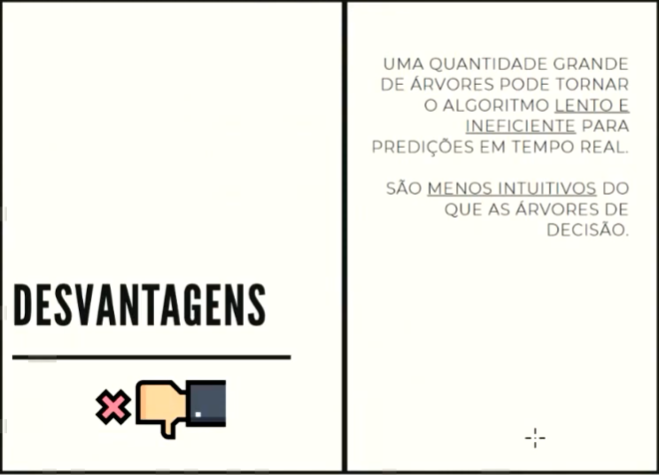 DESVANTAGENS
UMA QUANTIDADE GRANDE
DE ÁRVORES PODE TORNAR
O ALGORITMO LENTO E
INEFICIENTE PARA
PREDIÇÕES EM TEMPO REAL.
SÃO MENOS INTUITIVOS DO
QUE AS ÁRVORES DE
DECISÃO.